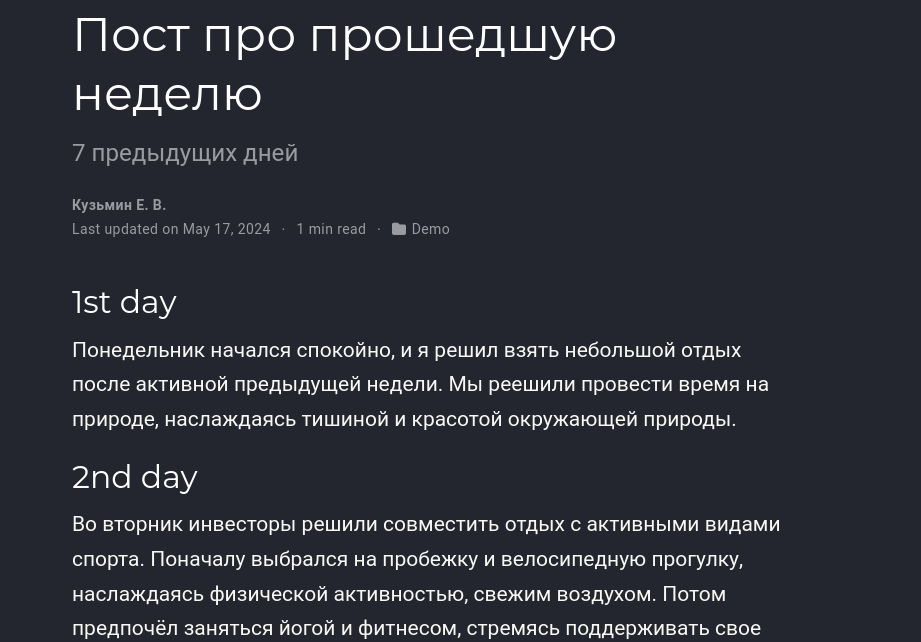 Пост про прошедшую
неделю
7 предыдущих дней
Кузьмин Е. В.
Last updated on May 17, 2024 · 1 min read · Demo
1st day
Понедельник начался спокойно, и я решил взять небольшой отдых
после активной предыдущей недели. Мы реешили провести время на
природе, наслаждаясь тишиной и красотой окружающей природы.
2nd day
Во вторник инвесторы решили совместить отдых с активными видами
спорта. Поначалу выбрался на пробежку и велосипедную прогулку,
наслаждаясь физической активностью, свежим воздухом. Потом
предпочёл заняться йогой и фитнесом, стремясь поддерживать свое